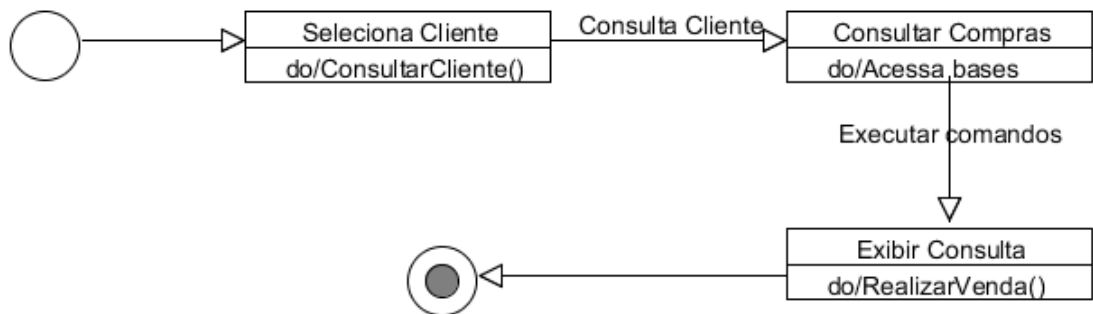 Seleciona Cliente
do/ConsultarCliente()
Consulta Cliente
Consultar Compras
do/Acessa bases
Executar comandos
Exibir Consulta
do/RealizarVenda()